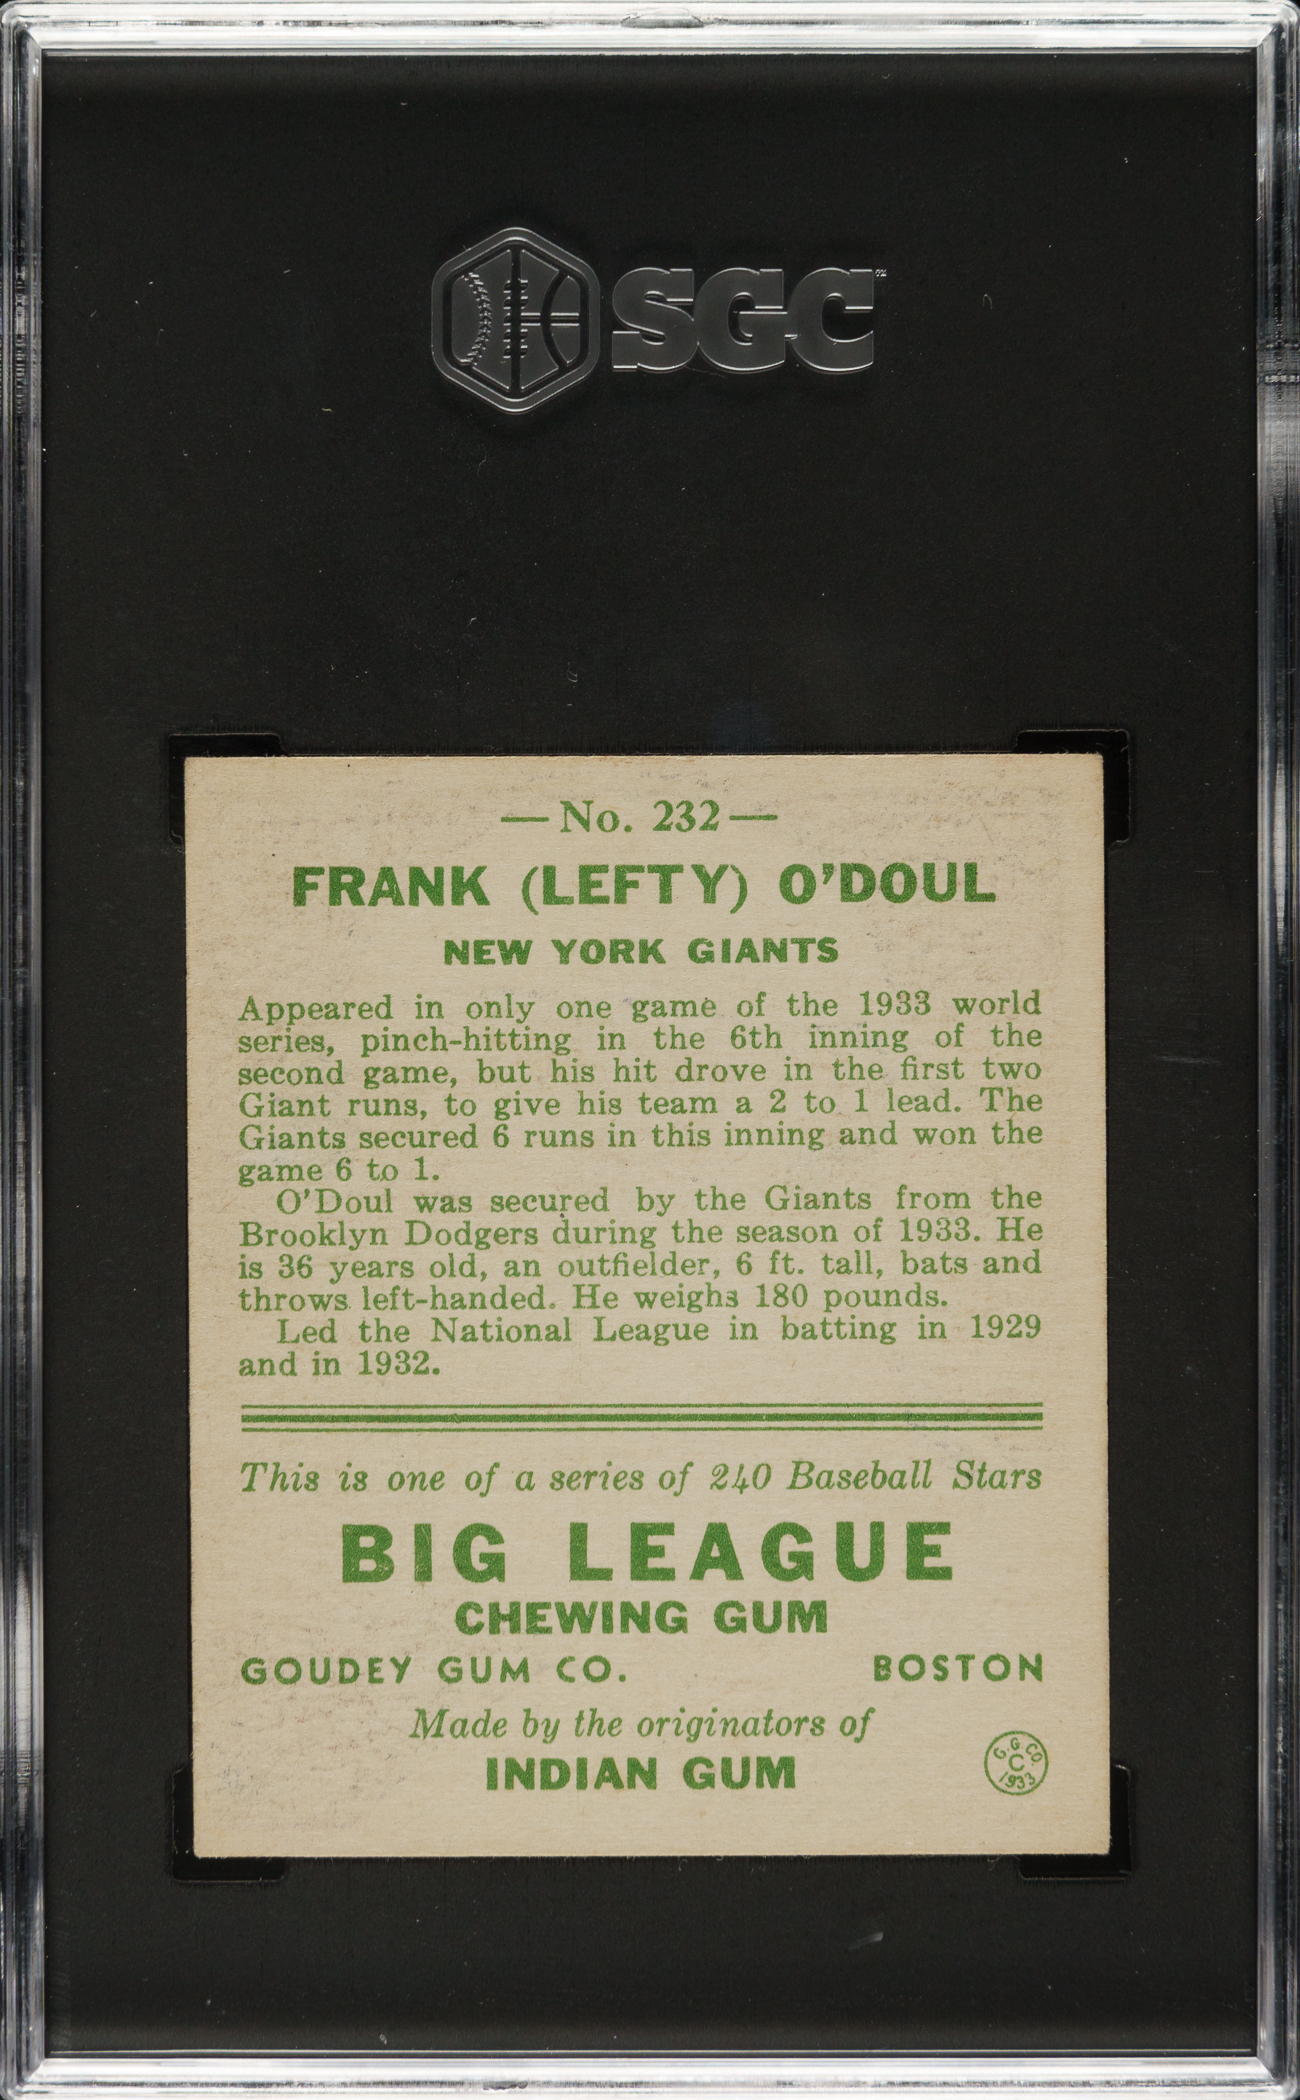 SGC™
—No. 232—
FRANK (LEFTY) O'DOUL
NEW YORK GIANTS
Appeared in only one game of the 1933 world
series, pinch-hitting in the 6th inning of the
second game, but his hit drove in the first two
Giant runs, to give his team a 2 to 1 lead. The
Giants secured 6 runs in this inning and won the
game 6 to 1.
O'Doul was secured by the Giants from the
Brooklyn Dodgers during the season of 1933. He
is 36 years old, an outfielder, 6 ft. tall, bats and
throws left-handed. He weighs 180 pounds.
Led the National League in batting in 1929
and in 1932.
This is one of a series of 240 Baseball Stars
BIG LEAGUE
CHEWING GUM
GOUDEY GUM CO. BOSTON
Made by the originators of
INDIAN GUM
G.G.CO.
C
1933